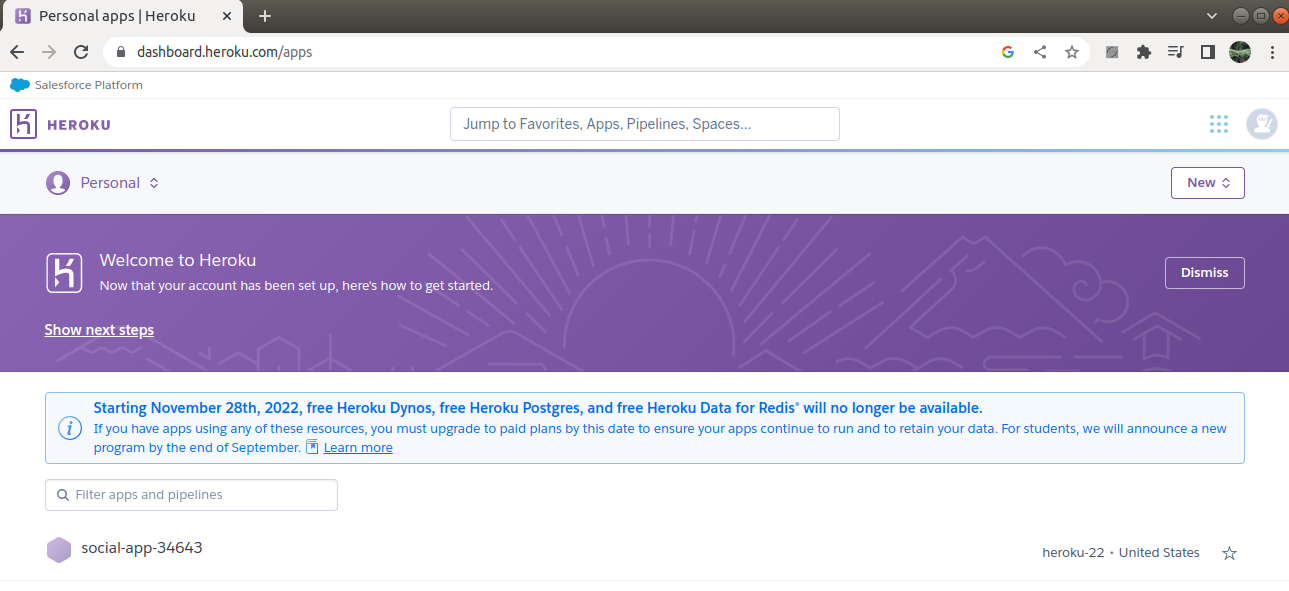 Personal apps | Heroku
dashboard.heroku.com/apps
Salesforce Platform
HEROKU
Jump to Favorites, Apps, Pipelines, Spaces...
Personal
New
Welcome to Heroku
Now that your account has been set up, here's how to get started.
Dismiss
Show next steps
Starting November 28th, 2022, free Heroku Dynos, free Heroku Postgres, and free Heroku Data for Redis® will no longer be available.
If you have apps using any of these resources, you must upgrade to paid plans by this date to ensure your apps continue to run and to retain your data. For students, we will announce a new
program by the end of September. Learn more
Filter apps and pipelines
social-app-34643
heroku-22 · United States